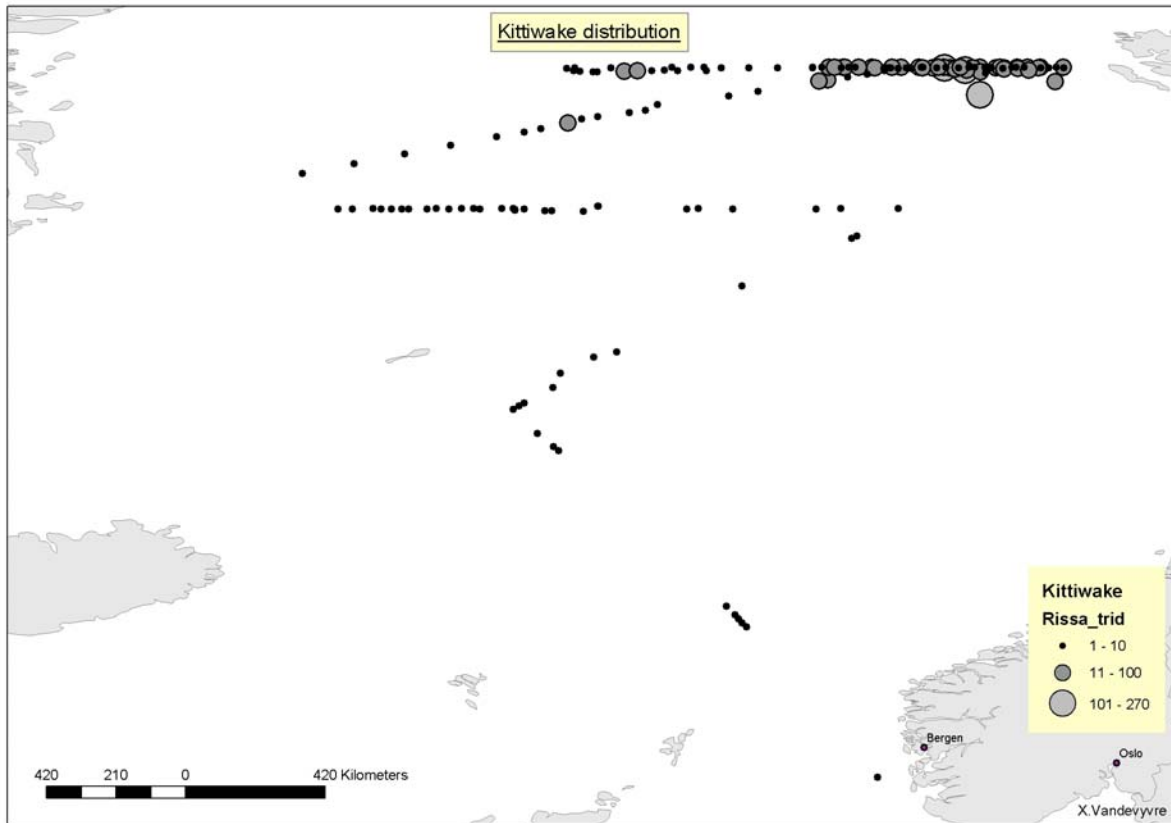 Kittiwake distribution
Kittiwake
Rissa_trid
1 - 10
11 - 100
101 - 270
Bergen
Oslo
420 210 0 420 Kilometers
X.Vandevyvre